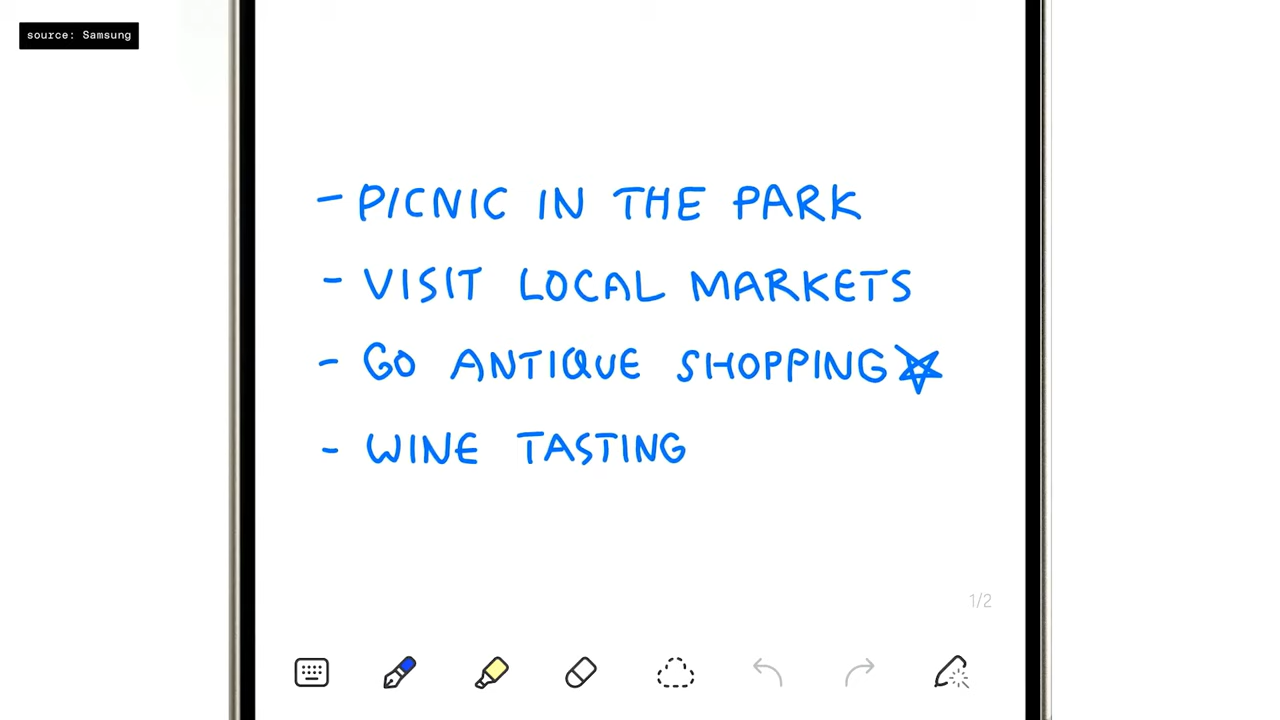 source: Samsung
- PICNIC IN THE PARK
- VISIT LOCAL MARKETS
- GO ANTIQUE SHOPPING
- WINE TASTING
1/2